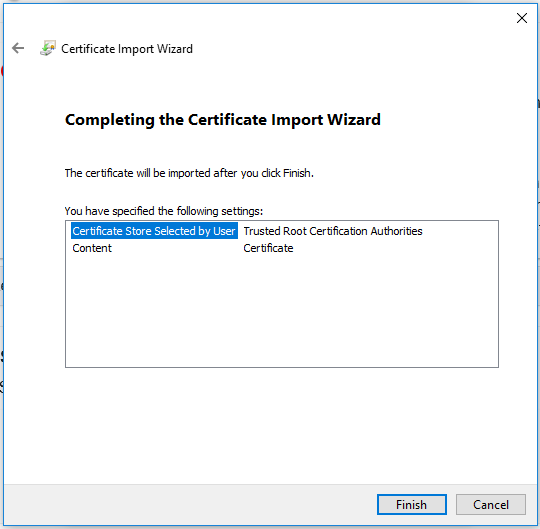 Certificate Import Wizard
Completing the Certificate Import Wizard
The certificate will be imported after you click Finish.
You have specified the following settings:
Certificate Store Selected by User Trusted Root Certification Authorities
Content Certificate
Finish Cancel